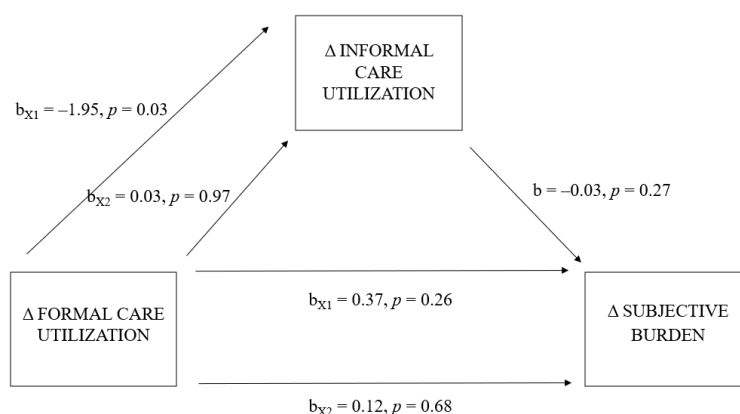 Δ INFORMAL
CARE
UTILIZATION
b_X1 = –1.95, p = 0.03
b_X2 = 0.03, p = 0.97
b = –0.03, p = 0.27
Δ FORMAL CARE
UTILIZATION
b_X1 = 0.37, p = 0.26
Δ SUBJECTIVE
BURDEN
b_X2 = 0.12, p = 0.68